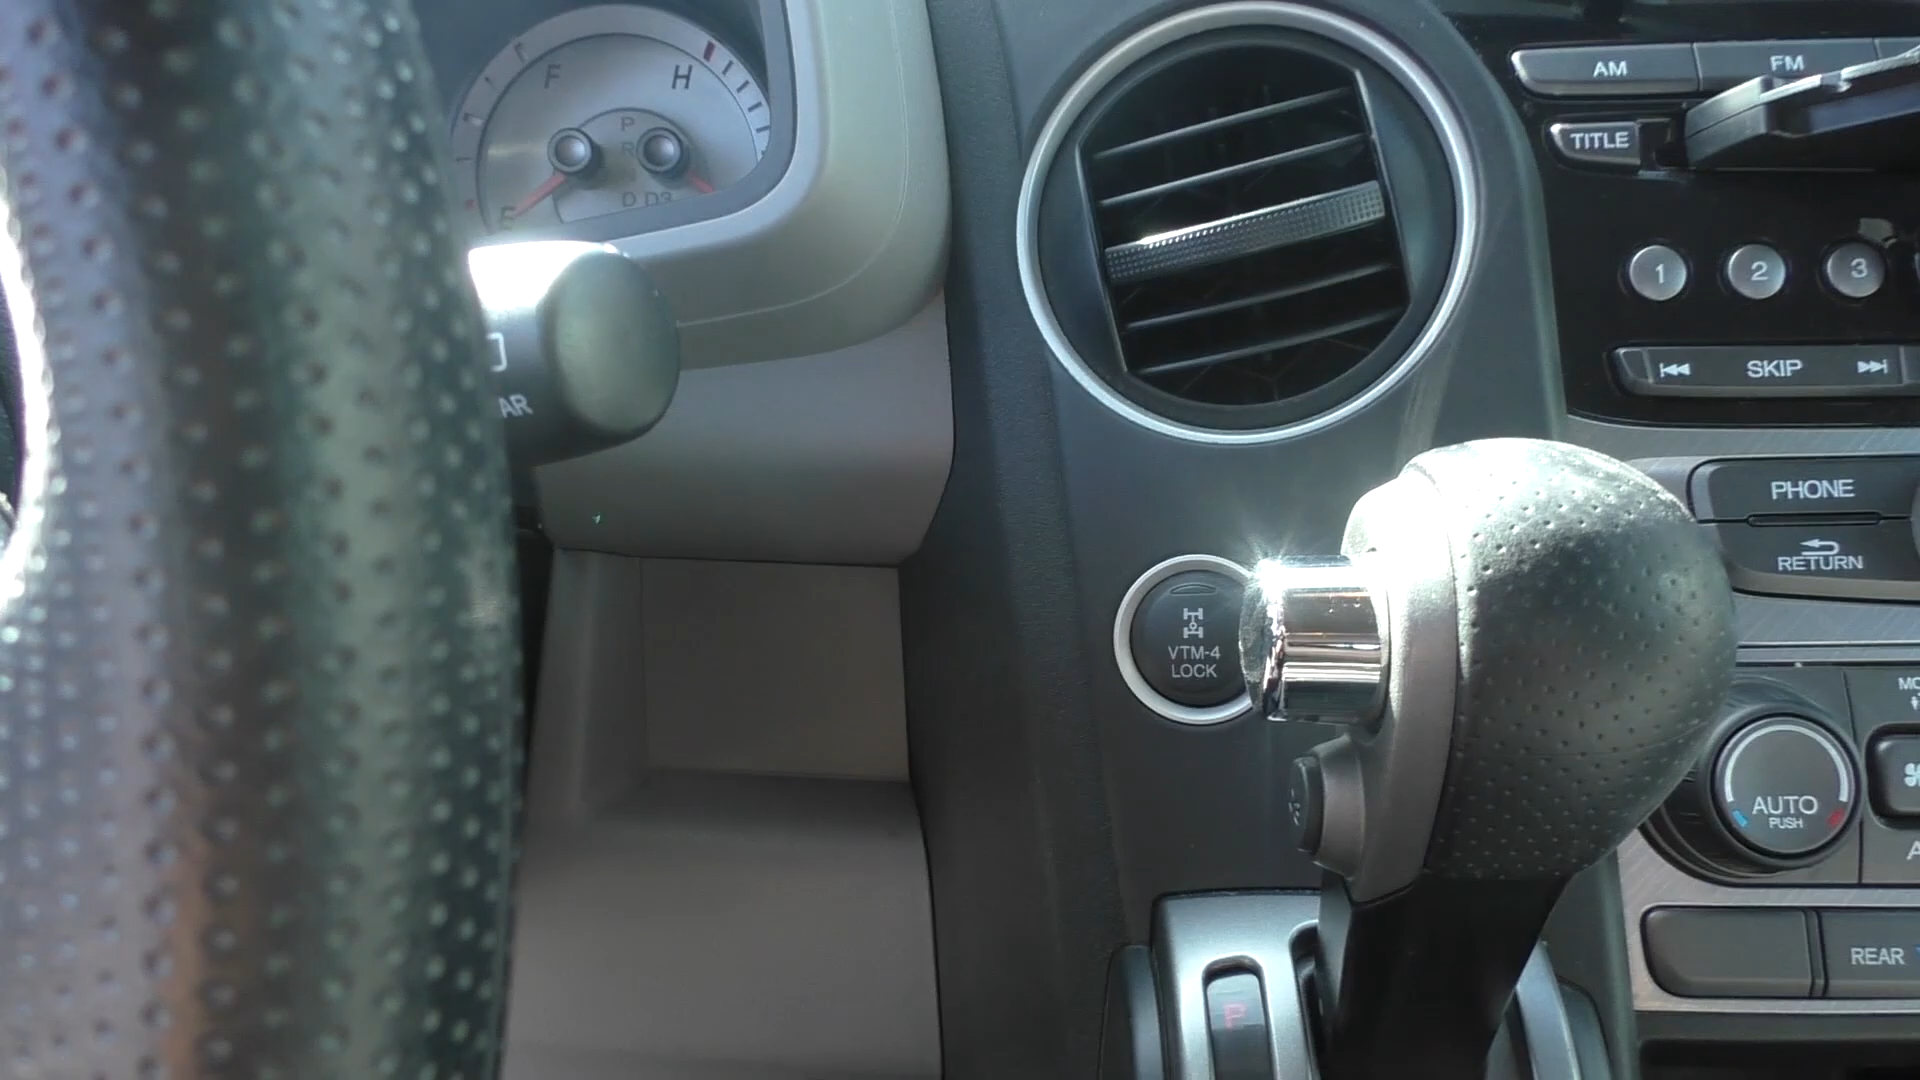 F
H
P
R
D D3
E
AR
AM
FM
TITLE
1
2
3
SKIP
PHONE
RETURN
VTM-4
LOCK
AUTO
PUSH
REAR
P